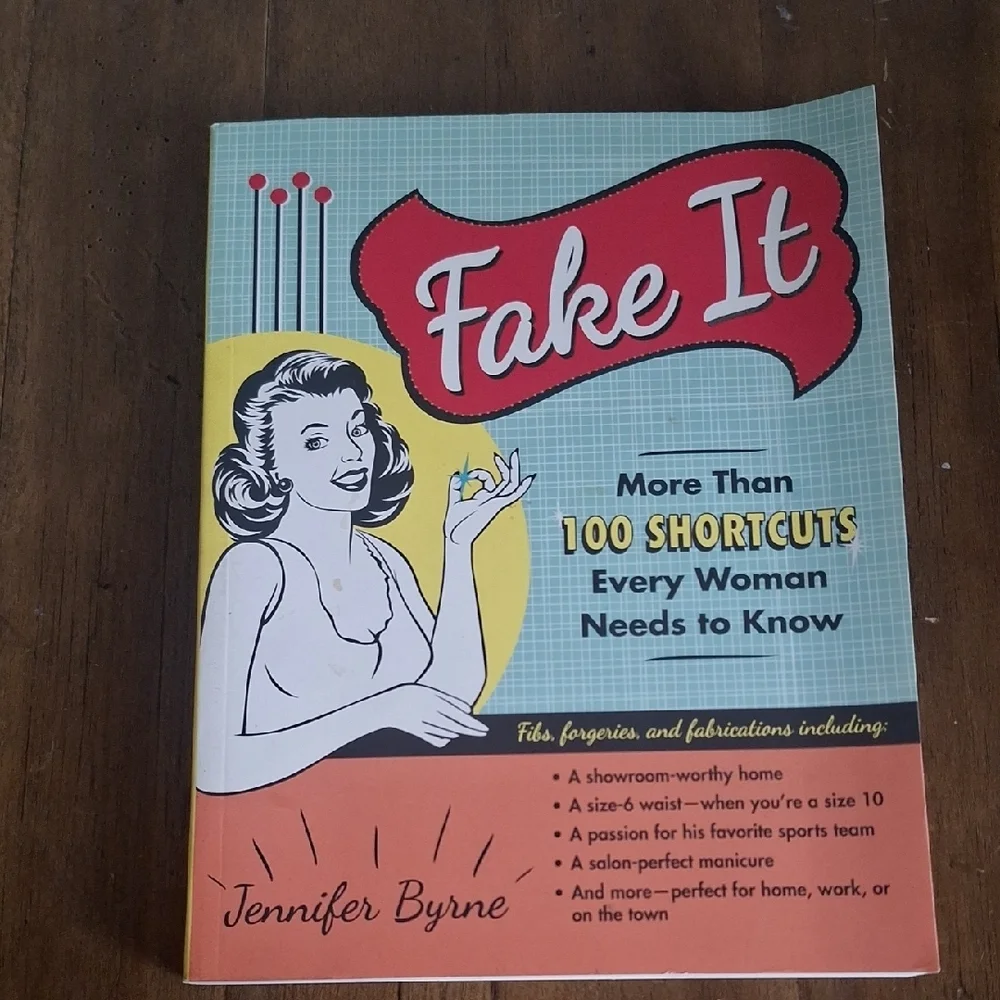 Fake It
More Than
100 SHORTCUTS
Every Woman
Needs to Know
Fibs, forgeries, and fabrications including:
• A showroom-worthy home
• A size-6 waist—when you're a size 10
• A passion for his favorite sports team
• A salon-perfect manicure
• And more—perfect for home, work, or
on the town
Jennifer Byrne